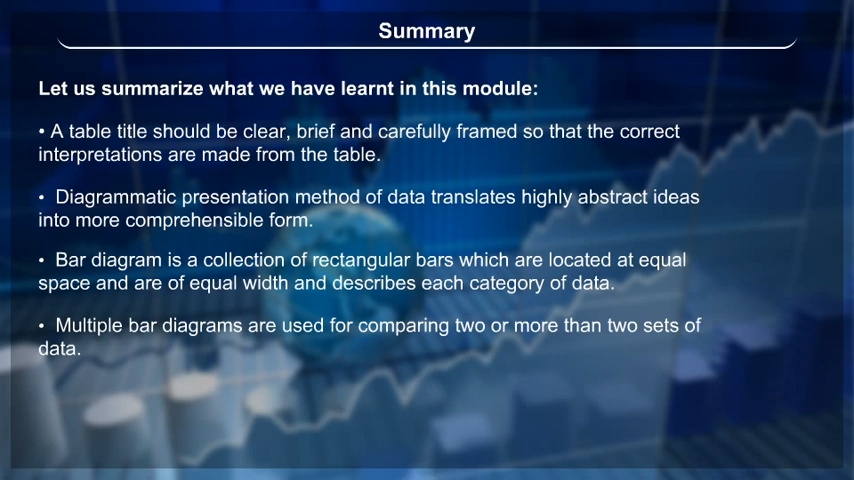 Summary
Let us summarize what we have learnt in this module:
• A table title should be clear, brief and carefully framed so that the correct
interpretations are made from the table.
• Diagrammatic presentation method of data translates highly abstract ideas
into more comprehensible form.
• Bar diagram is a collection of rectangular bars which are located at equal
space and are of equal width and describes each category of data.
• Multiple bar diagrams are used for comparing two or more than two sets of
data.